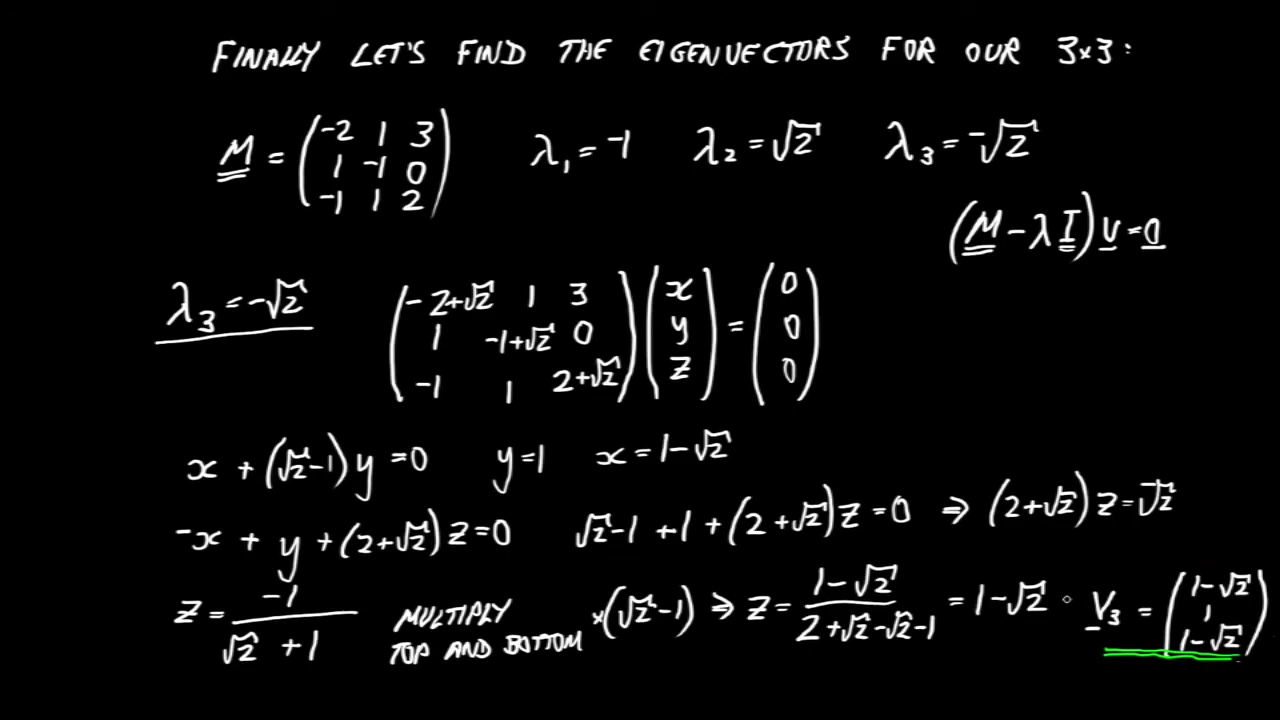 FINALLY LET'S FIND THE EIGENVECTORS FOR OUR 3×3:
M = (-2 1 3 λ₁ = -1 λ₂ = √2 λ₃ = -√2
1 -1 0
-1 1 2)
(M - λI)v = 0
λ₃ = -√2 (-2+√2 1 3 (x (0
1 -1+√2 0 y = 0
-1 1 2+√2) z) 0)
x + (√2-1)y = 0 y=1 x = 1-√2
-x + y + (2+√2)z = 0 √2-1 + 1 + (2+√2)z = 0 ⇒ (2+√2)z = -√2
z = -1/(√2 + 1) MULTIPLY TOP AND BOTTOM ×(√2-1) ⇒ z = (1-√2)/(2+√2-√2-1) = 1-√2 . V₃ = (1-√2
1
1-√2)